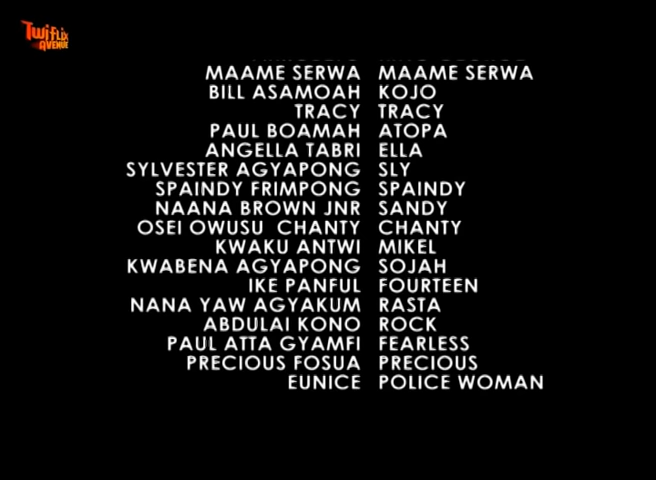 Twiflix
AVENUE
MAAME SERWA MAAME SERWA
BILL ASAMOAH KOJO
TRACY TRACY
PAUL BOAMAH ATOPA
ANGELLA TABRI ELLA
SYLVESTER AGYAPONG SLY
SPAINDY FRIMPONG SPAINDY
NAANA BROWN JNR SANDY
OSEI OWUSU CHANTY CHANTY
KWAKU ANTWI MIKEL
KWABENA AGYAPONG SOJAH
IKE PANFUL FOURTEEN
NANA YAW AGYAKUM RASTA
ABDULAI KONO ROCK
PAUL ATTA GYAMFI FEARLESS
PRECIOUS FOSUA PRECIOUS
EUNICE POLICE WOMAN